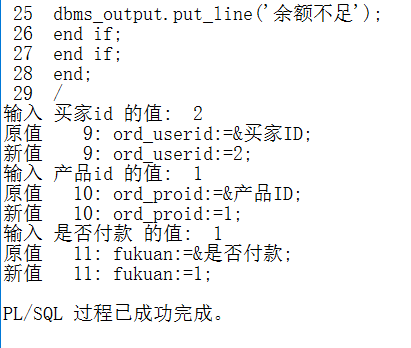 25  dbms_output.put_line('余额不足');
26  end if;
27  end if;
28  end;
29  /
输入 买家id 的值:  2
原值    9: ord_userid:=&买家ID;
新值    9: ord_userid:=2;
输入 产品id 的值:  1
原值   10: ord_proid:=&产品ID;
新值   10: ord_proid:=1;
输入 是否付款 的值:  1
原值   11: fukuan:=&是否付款;
新值   11: fukuan:=1;
PL/SQL 过程已成功完成。